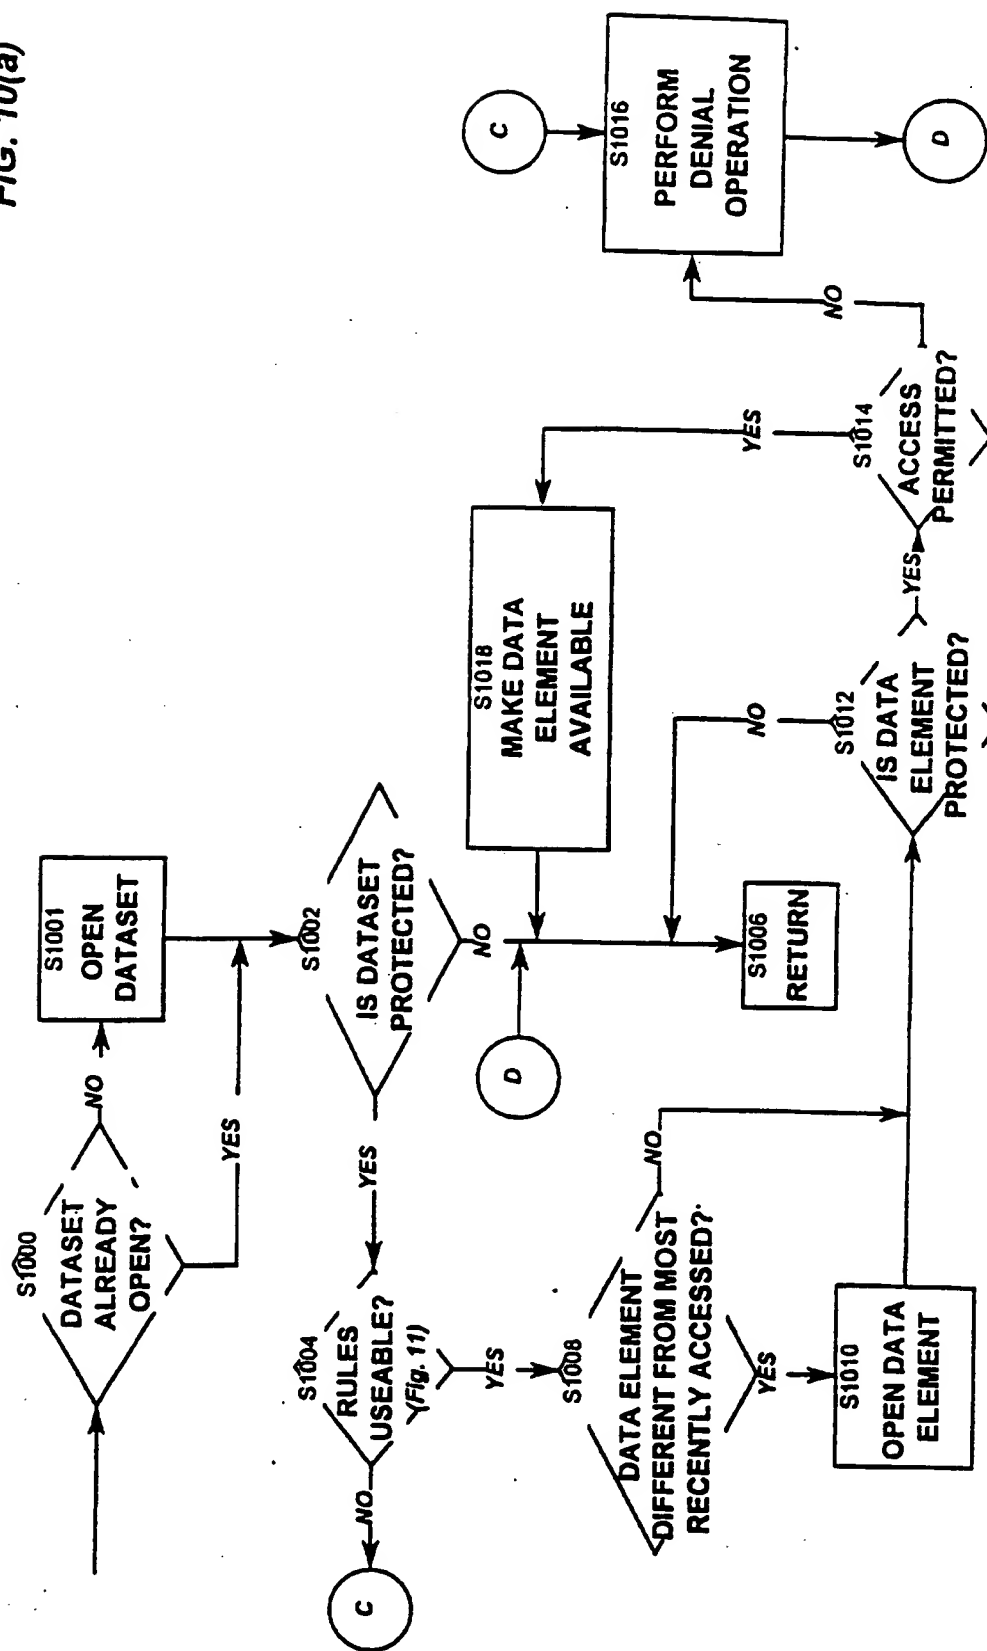 FIG. 10(a)
S1000
DATASET
ALREADY
OPEN?
NO
YES
S1001
OPEN
DATASET
S1002
IS DATASET
PROTECTED?
YES
NO
S1004
RULES
USEABLE?
(Fig. 11)
NO
C
YES
S1008
DATA ELEMENT
DIFFERENT FROM MOST
RECENTLY ACCESSED?
NO
YES
S1010
OPEN DATA
ELEMENT
D
S1006
RETURN
S1018
MAKE DATA
ELEMENT
AVAILABLE
S1012
IS DATA
ELEMENT
PROTECTED?
NO
YES
S1014
ACCESS
PERMITTED?
YES
NO
C
S1016
PERFORM
DENIAL
OPERATION
D